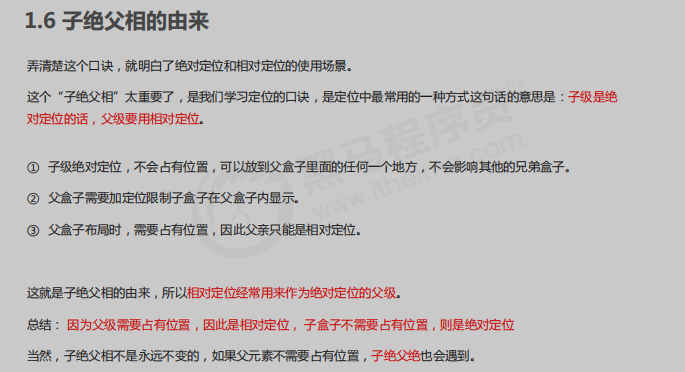 1.6 子绝父相的由来
弄清楚这个口诀，就明白了绝对定位和相对定位的使用场景。
这个“子绝父相”太重要了，是我们学习定位的口诀，是定位中最常用的一种方式这句话的意思是：子级是绝
对定位的话，父级要用相对定位。
① 子级绝对定位，不会占有位置，可以放到父盒子里面的任何一个地方，不会影响其他的兄弟盒子。
② 父盒子需要加定位限制子盒子在父盒子内显示。
③ 父盒子布局时，需要占有位置，因此父亲只能是相对定位。
这就是子绝父相的由来，所以相对定位经常用来作为绝对定位的父级。
总结： 因为父级需要占有位置，因此是相对定位， 子盒子不需要占有位置，则是绝对定位
当然，子绝父相不是永远不变的，如果父元素不需要占有位置，子绝父绝也会遇到。
黑马程序员